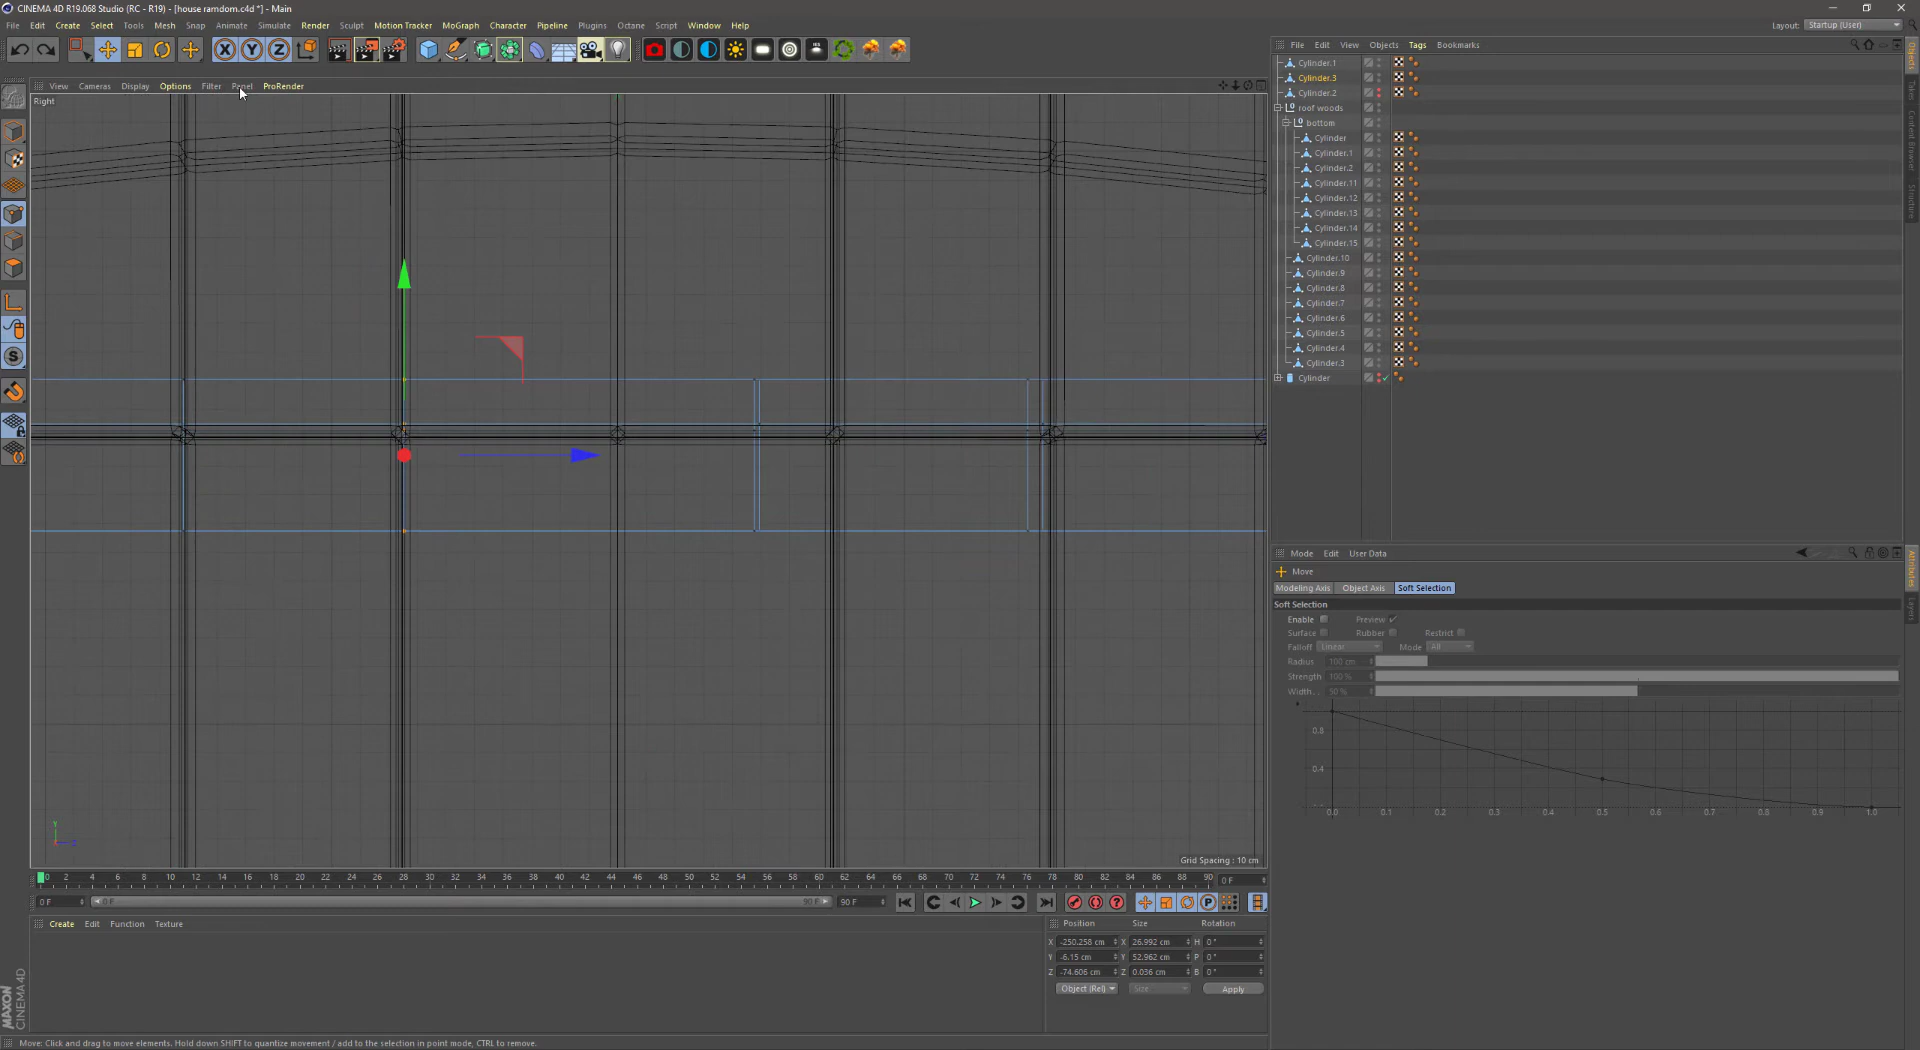 CINEMA 4D R19.068 Studio (RC - R19) - [house ramdom.c4d *] - Main
File Edit Create Select Tools Mesh Snap Animate Simulate Render Sculpt Motion Tracker MoGraph Character Pipeline Plugins Octane Script Window Help
Layout: Startup (User)
X Y Z
File Edit View Objects Tags Bookmarks
View Cameras Display Options Filter Panel ProRender
Right
Cylinder.1
Cylinder.3
Cylinder.2
roof woods
bottom
Cylinder
Cylinder.1
Cylinder.2
Cylinder.11
Cylinder.12
Cylinder.13
Cylinder.14
Cylinder.15
Cylinder.10
Cylinder.9
Cylinder.8
Cylinder.7
Cylinder.6
Cylinder.5
Cylinder.4
Cylinder.3
Cylinder
Objects
Takes
Content Browser
Structure
Mode Edit User Data
Move
Modeling Axis Object Axis Soft Selection
Soft Selection
Enable Preview
Surface Rubber Restrict
Falloff Linear Mode All
Radius 100 cm
Strength 100 %
Width... 50 %
0.8
0.4
0.0 0.1 0.2 0.3 0.4 0.5 0.6 0.7 0.8 0.9 1.0
Attributes
Layers
Y
Z
Grid Spacing : 10 cm
0 2 4 6 8 10 12 14 16 18 20 22 24 26 28 30 32 34 36 38 40 42 44 46 48 50 52 54 56 58 60 62 64 66 68 70 72 74 76 78 80 82 84 86 88 90 0 F
0 F 0 F 90 F 90 F
Create Edit Function Texture
Position Size Rotation
X -250.258 cm X 26.992 cm H 0 °
Y -6.15 cm Y 52.962 cm P 0 °
Z -74.606 cm Z 0.036 cm B 0 °
Object (Rel) Size Apply
MAXON
CINEMA 4D
Move: Click and drag to move elements. Hold down SHIFT to quantize movement / add to the selection in point mode, CTRL to remove.